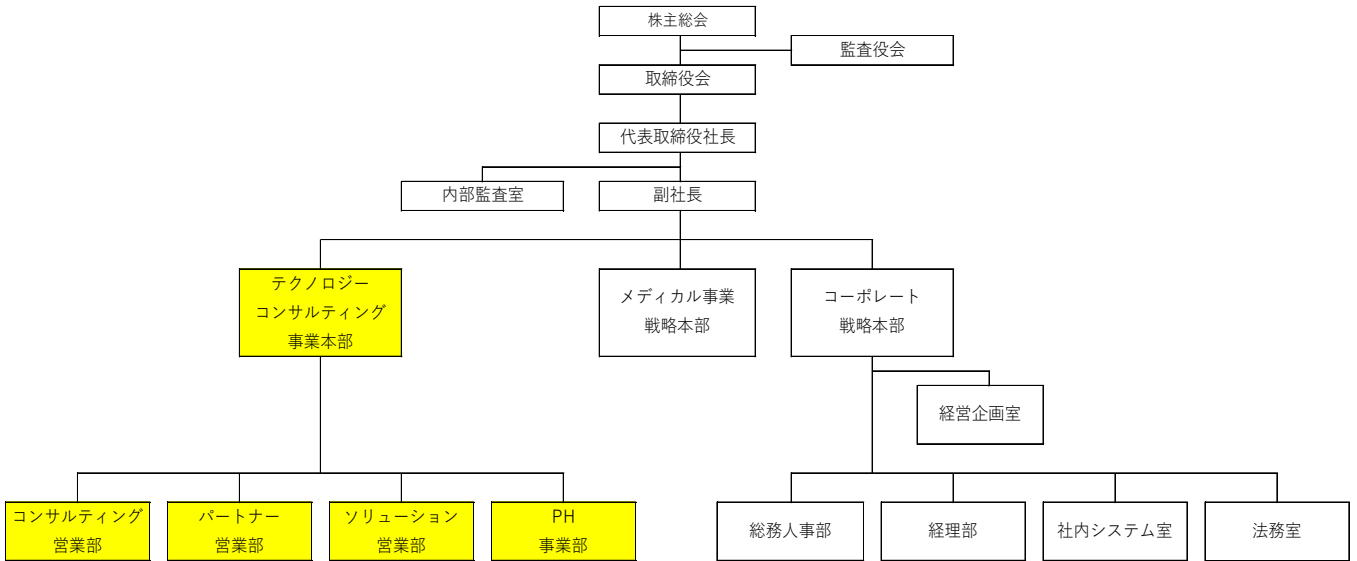 株主総会
監査役会
取締役会
代表取締役社長
内部監査室
副社長
テクノロジー
コンサルティング
事業本部
メディカル事業
戦略本部
コーポレート
戦略本部
経営企画室
コンサルティング
営業部
パートナー
営業部
ソリューション
営業部
PH
事業部
総務人事部
経理部
社内システム室
法務室